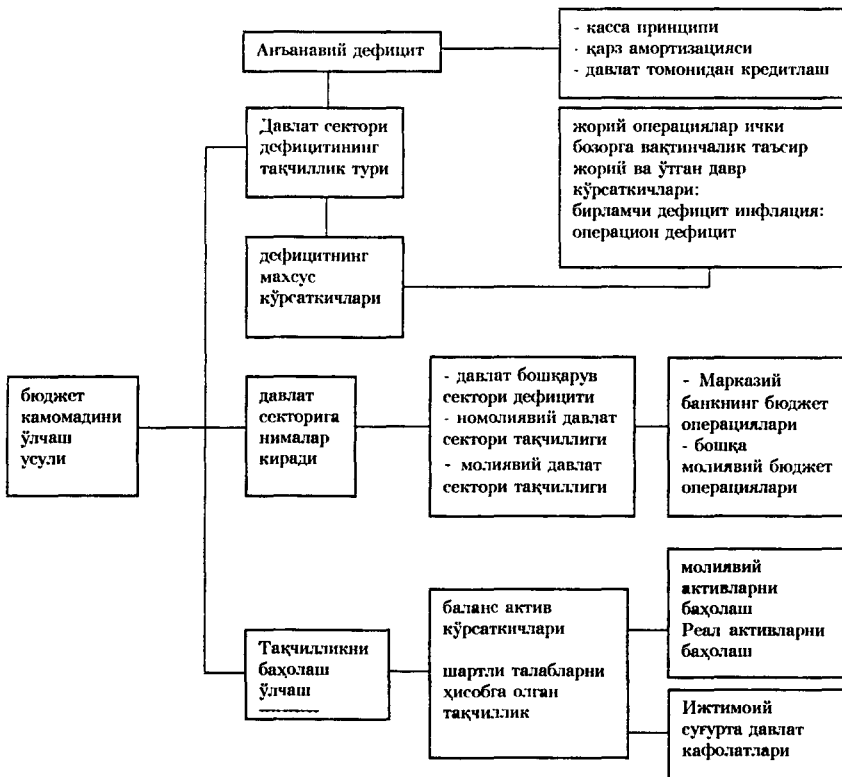 Анъанавий дефицит
- касса принципи
- қарз амортизацияси
- давлат томонидан кредитлаш
Давлат сектори
дефицитининг
тақчиллик тури
жорий операциялар ички
бозорга вақтинчалик таъсир
жорий ва ўтган давр
кўрсаткичлари:
бирламчи дефицит инфляция:
операцион дефицит
дефицитнинг
махсус
кўрсаткичлари
бюджет
камомадини
ўлчаш
усули
давлат
секторига
нималар
киради
- давлат бошқарув
сектори дефицити
- номолиявий давлат
сектори тақчиллиги
- молиявий давлат
сектори тақчиллиги
- Марказий
банкнинг бюджет
операциялари
- бошқа
молиявий бюджет
операциялари
Тақчилликни
баҳолаш
ўлчаш
баланс актив
кўрсаткичлари
шартли талабларни
ҳисобга олган
тақчиллик
молиявий
активларни
баҳолаш
Реал активларни
баҳолаш
Ижтимоий
суғурта давлат
кафолатлари